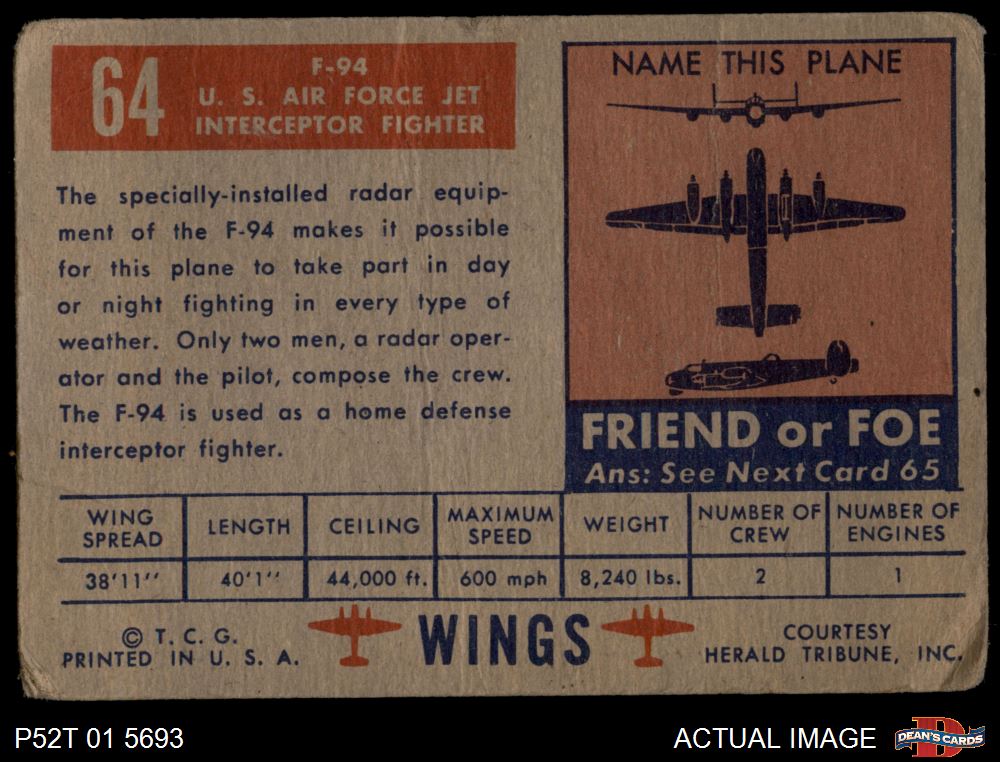 64
F-94
U. S. AIR FORCE JET
INTERCEPTOR FIGHTER
The specially-installed radar equip-
ment of the F-94 makes it possible
for this plane to take part in day
or night fighting in every type of
weather. Only two men, a radar oper-
ator and the pilot, compose the crew.
The F-94 is used as a home defense
interceptor fighter.
NAME THIS PLANE
FRIEND or FOE
Ans: See Next Card 65
WING SPREAD LENGTH CEILING MAXIMUM SPEED WEIGHT NUMBER OF CREW NUMBER OF ENGINES
38'11'' 40'1'' 44,000 ft. 600 mph 8,240 lbs. 2 1
© T. C. G.
PRINTED IN U. S. A.
WINGS
COURTESY
HERALD TRIBUNE, INC.
P52T 01 5693
ACTUAL IMAGE
DEAN'S CARDS